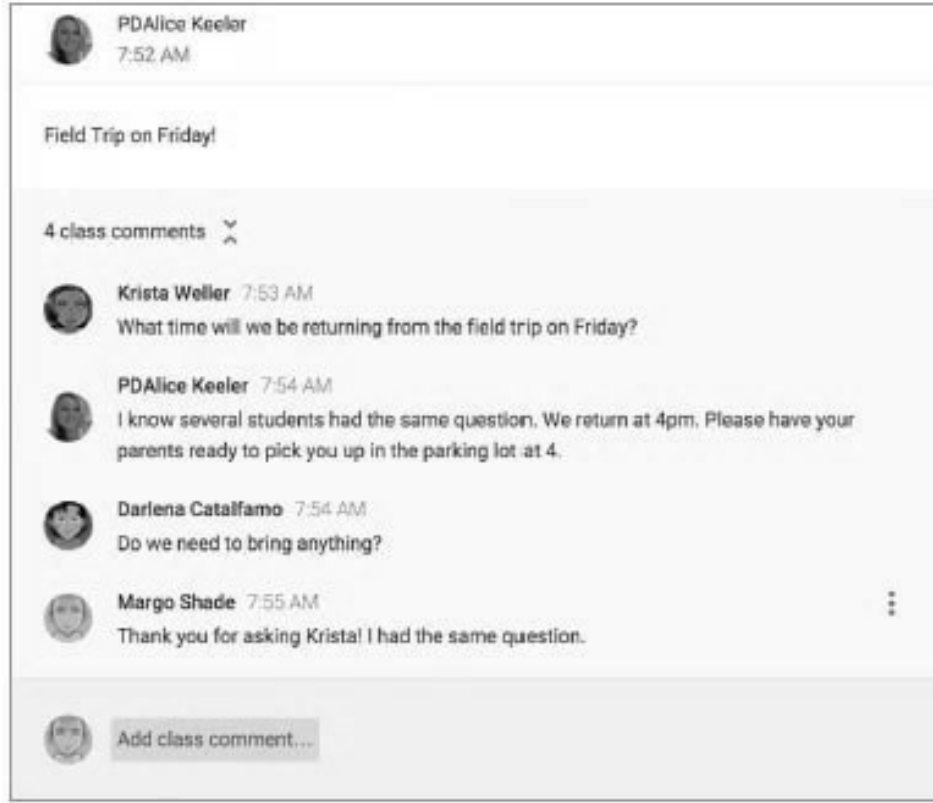 PDAlice Keeler
7:52 AM
Field Trip on Friday!
4 class comments
Krista Weller 7:53 AM
What time will we be returning from the field trip on Friday?
PDAlice Keeler 7:54 AM
I know several students had the same question. We return at 4pm. Please have your
parents ready to pick you up in the parking lot at 4.
Darlena Catalfamo 7:54 AM
Do we need to bring anything?
Margo Shade 7:55 AM
Thank you for asking Krista! I had the same question.
Add class comment...